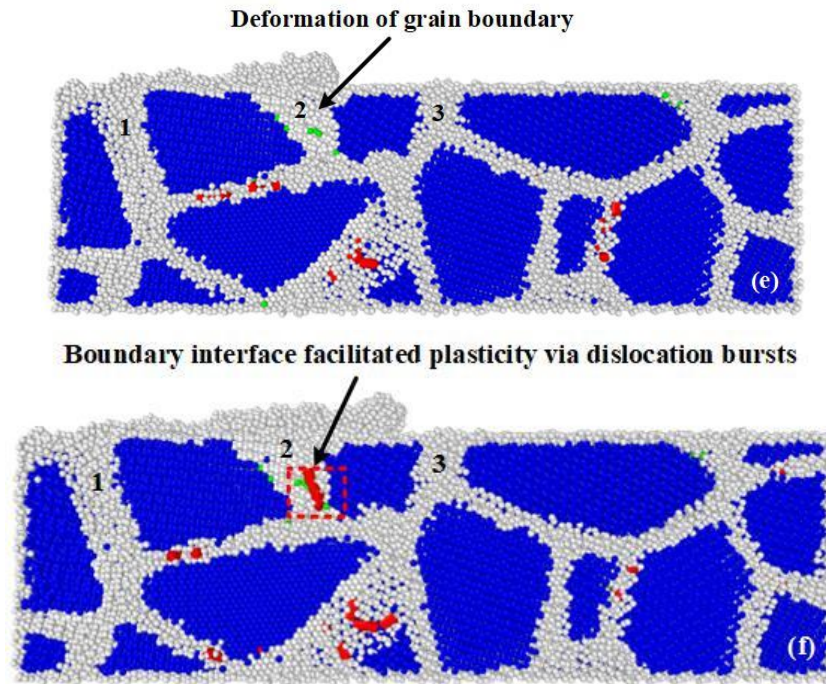 Deformation of grain boundary
1
2
3
(e)
Boundary interface facilitated plasticity via dislocation bursts
1
2
3
(f)